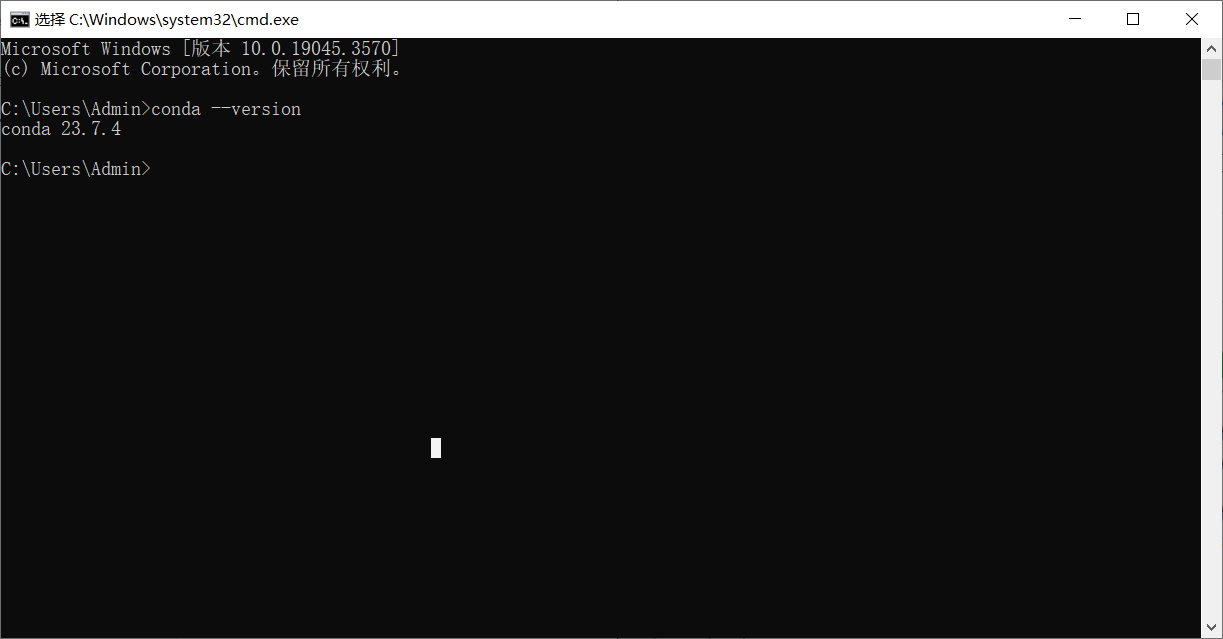 选择 C:\Windows\system32\cmd.exe
Microsoft Windows [版本 10.0.19045.3570]
(c) Microsoft Corporation。保留所有权利。
C:\Users\Admin>conda --version
conda 23.7.4
C:\Users\Admin>